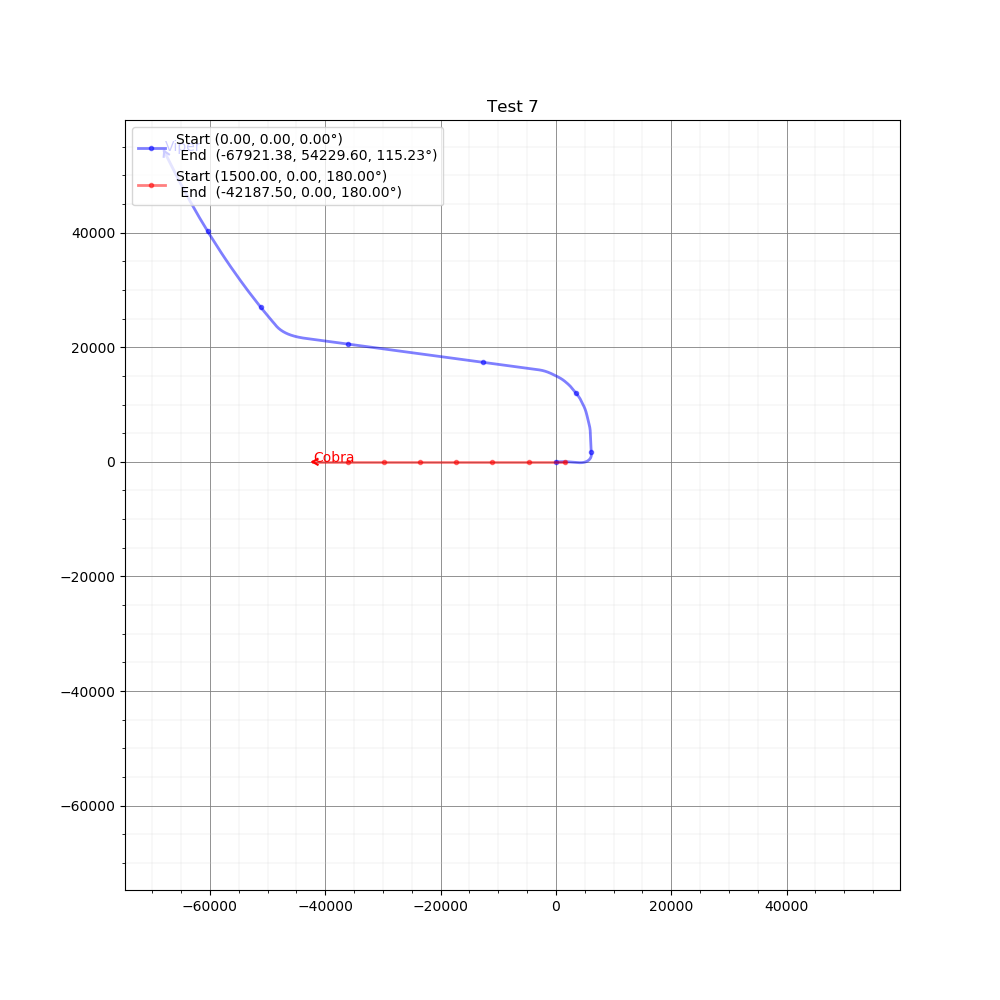 Test 7
Start (0.00, 0.00, 0.00°)
End (-67921.38, 54229.60, 115.23°)
Start (1500.00, 0.00, 180.00°)
End (-42187.50, 0.00, 180.00°)
Viper
40000
20000
Cobra
0
−20000
−40000
−60000
−60000 −40000 −20000 0 20000 40000